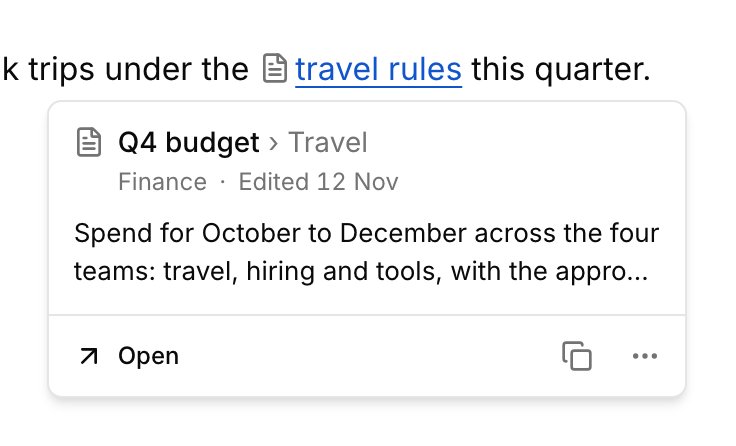 k trips under the travel rules this quarter.
Q4 budget › Travel
Finance · Edited 12 Nov
Spend for October to December across the four
teams: travel, hiring and tools, with the appro...
Open